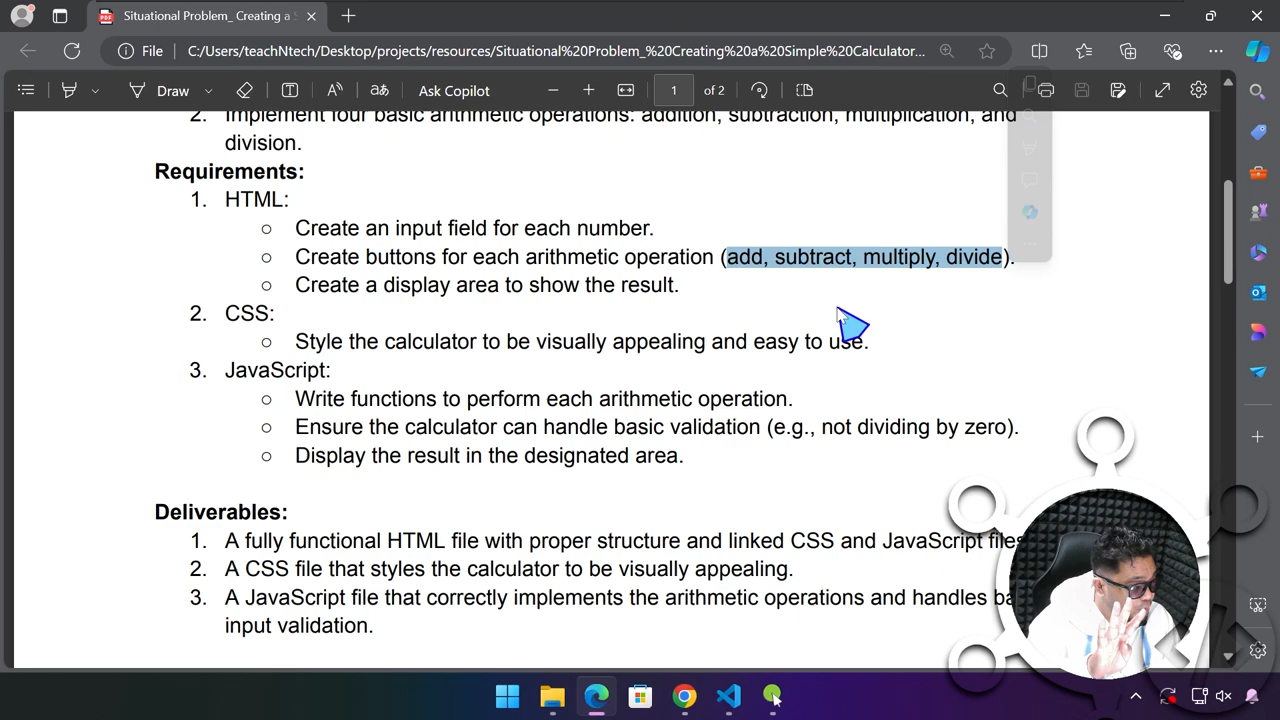 Situational Problem_ Creating a S
File
C:/Users/teachNtech/Desktop/projects/resources/Situational%20Problem_%20Creating%20a%20Simple%20Calculator...
Draw
aあ
Ask Copilot
1
of 2
2. Implement four basic arithmetic operations: addition, subtraction, multiplication, and
division.
Requirements:
1. HTML:
Create an input field for each number.
Create buttons for each arithmetic operation (add, subtract, multiply, divide).
Create a display area to show the result.
2. CSS:
Style the calculator to be visually appealing and easy to use.
3. JavaScript:
Write functions to perform each arithmetic operation.
Ensure the calculator can handle basic validation (e.g., not dividing by zero).
Display the result in the designated area.
Deliverables:
1. A fully functional HTML file with proper structure and linked CSS and JavaScript files
2. A CSS file that styles the calculator to be visually appealing.
3. A JavaScript file that correctly implements the arithmetic operations and handles ba
input validation.